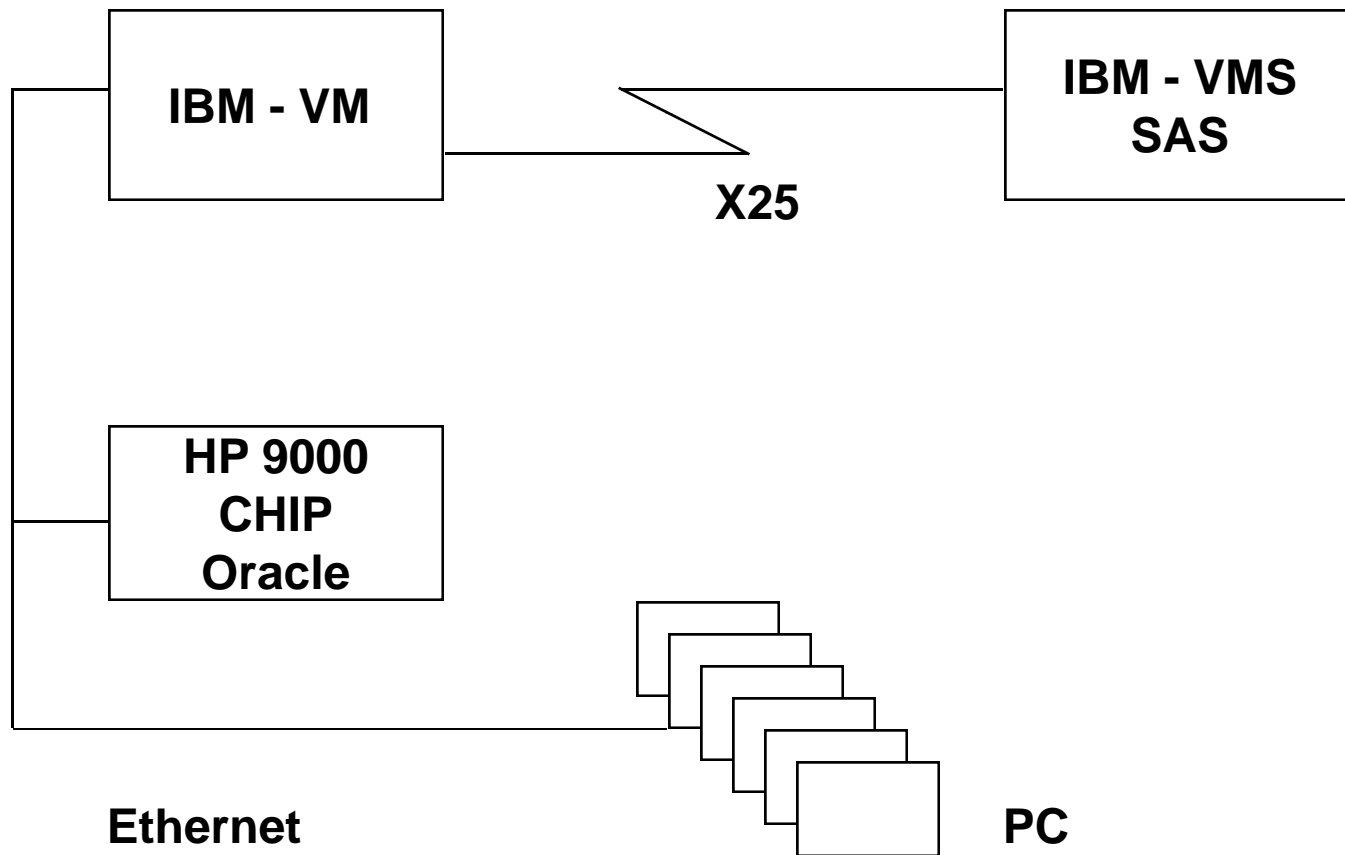 IBM - VM
IBM - VMS
SAS
X25
HP 9000
CHIP
Oracle
Ethernet
PC